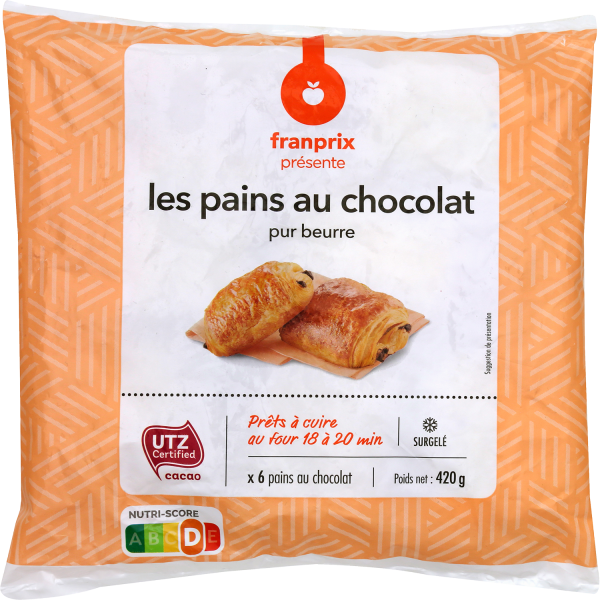 franprix
présente
les pains au chocolat
pur beurre
Suggestion de présentation
UTZ
Certified
cacao
Prêts à cuire
au four 18 à 20 min
SURGELÉ
x 6 pains au chocolat
Poids net : 420 g
NUTRI-SCORE
A B C D E